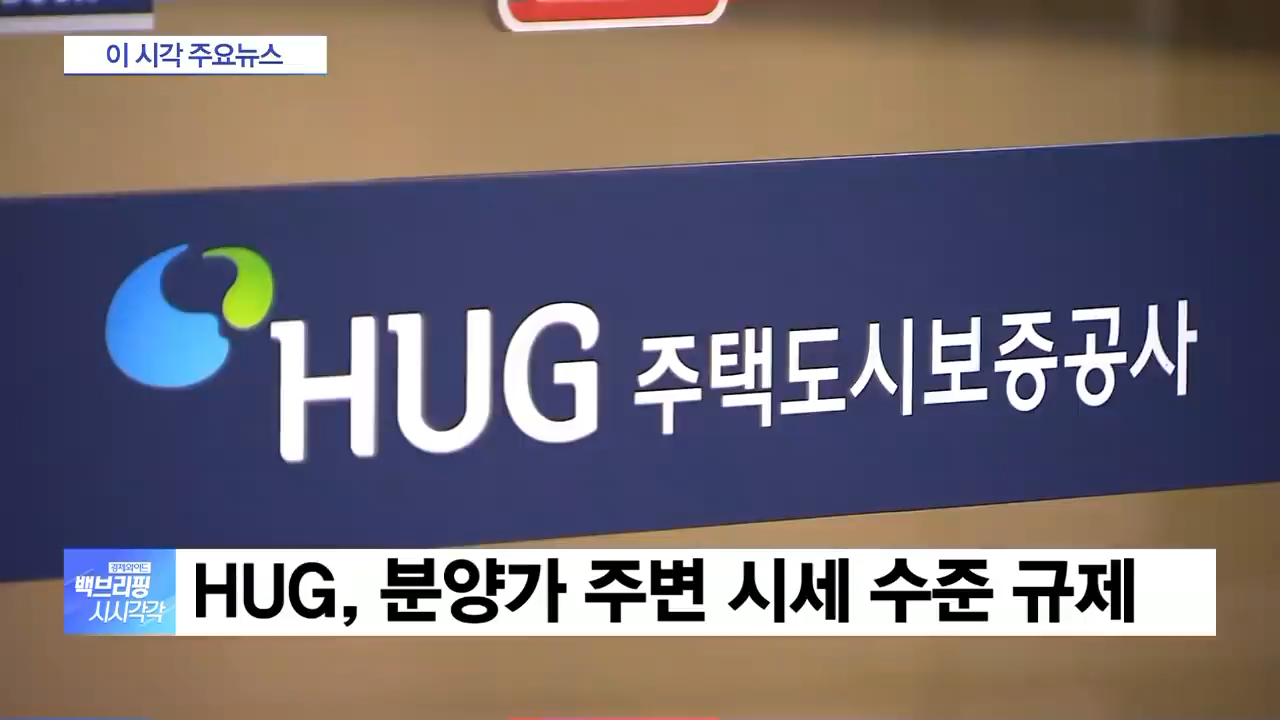 이 시각 주요뉴스
HUG 주택도시보증공사
경제와이드
백브리핑
시시각각
HUG, 분양가 주변 시세 수준 규제